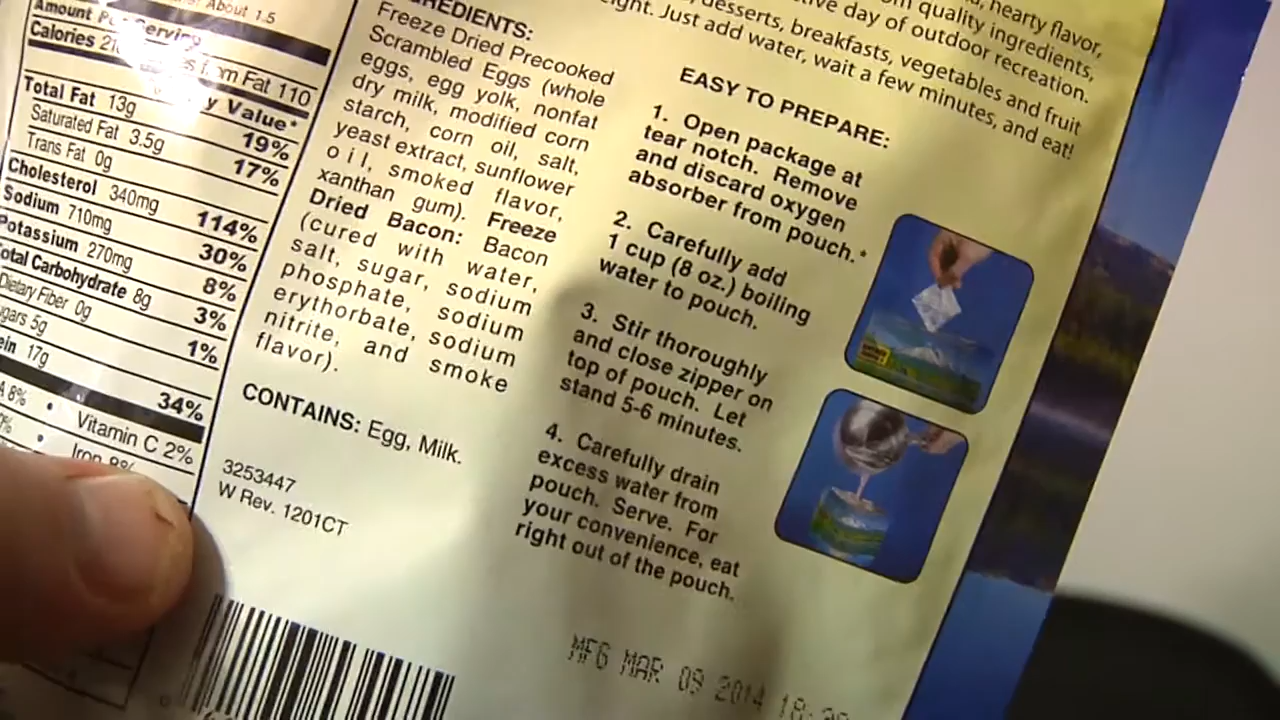 About 1.5
Amount Per Serving
Calories
from Fat 110
Value*
Total Fat 13g 19%
Saturated Fat 3.5g 17%
Trans Fat 0g
Cholesterol 340mg 114%
Sodium 710mg 30%
Potassium 270mg 8%
Total Carbohydrate 8g 3%
Dietary Fiber 0g 1%
gars 5g
ein 17g 34%
A 8% • Vitamin C 2%
• Iron 8%
REDIENTS:
Freeze Dried Precooked
Scrambled Eggs (whole
eggs, egg yolk, nonfat
dry milk, modified corn
starch, corn oil, salt,
yeast extract, sunflower
oil, smoked flavor,
xanthan gum). Freeze
Dried Bacon: Bacon
(cured with water,
salt, sugar, sodium
phosphate, sodium
erythorbate, sodium
nitrite, and smoke
flavor).
CONTAINS: Egg, Milk.
3253447
W Rev. 1201CT
hearty flavor,
quality ingredients,
ive day of outdoor recreation.
desserts, breakfasts, vegetables and fruit
ight. Just add water, wait a few minutes, and eat!
EASY TO PREPARE:
1. Open package at
tear notch. Remove
and discard oxygen
absorber from pouch.*
2. Carefully add
1 cup (8 oz.) boiling
water to pouch.
3. Stir thoroughly
and close zipper on
top of pouch. Let
stand 5-6 minutes.
4. Carefully drain
excess water from
pouch. Serve. For
your convenience, eat
right out of the pouch.
MFG MAR 09 2014